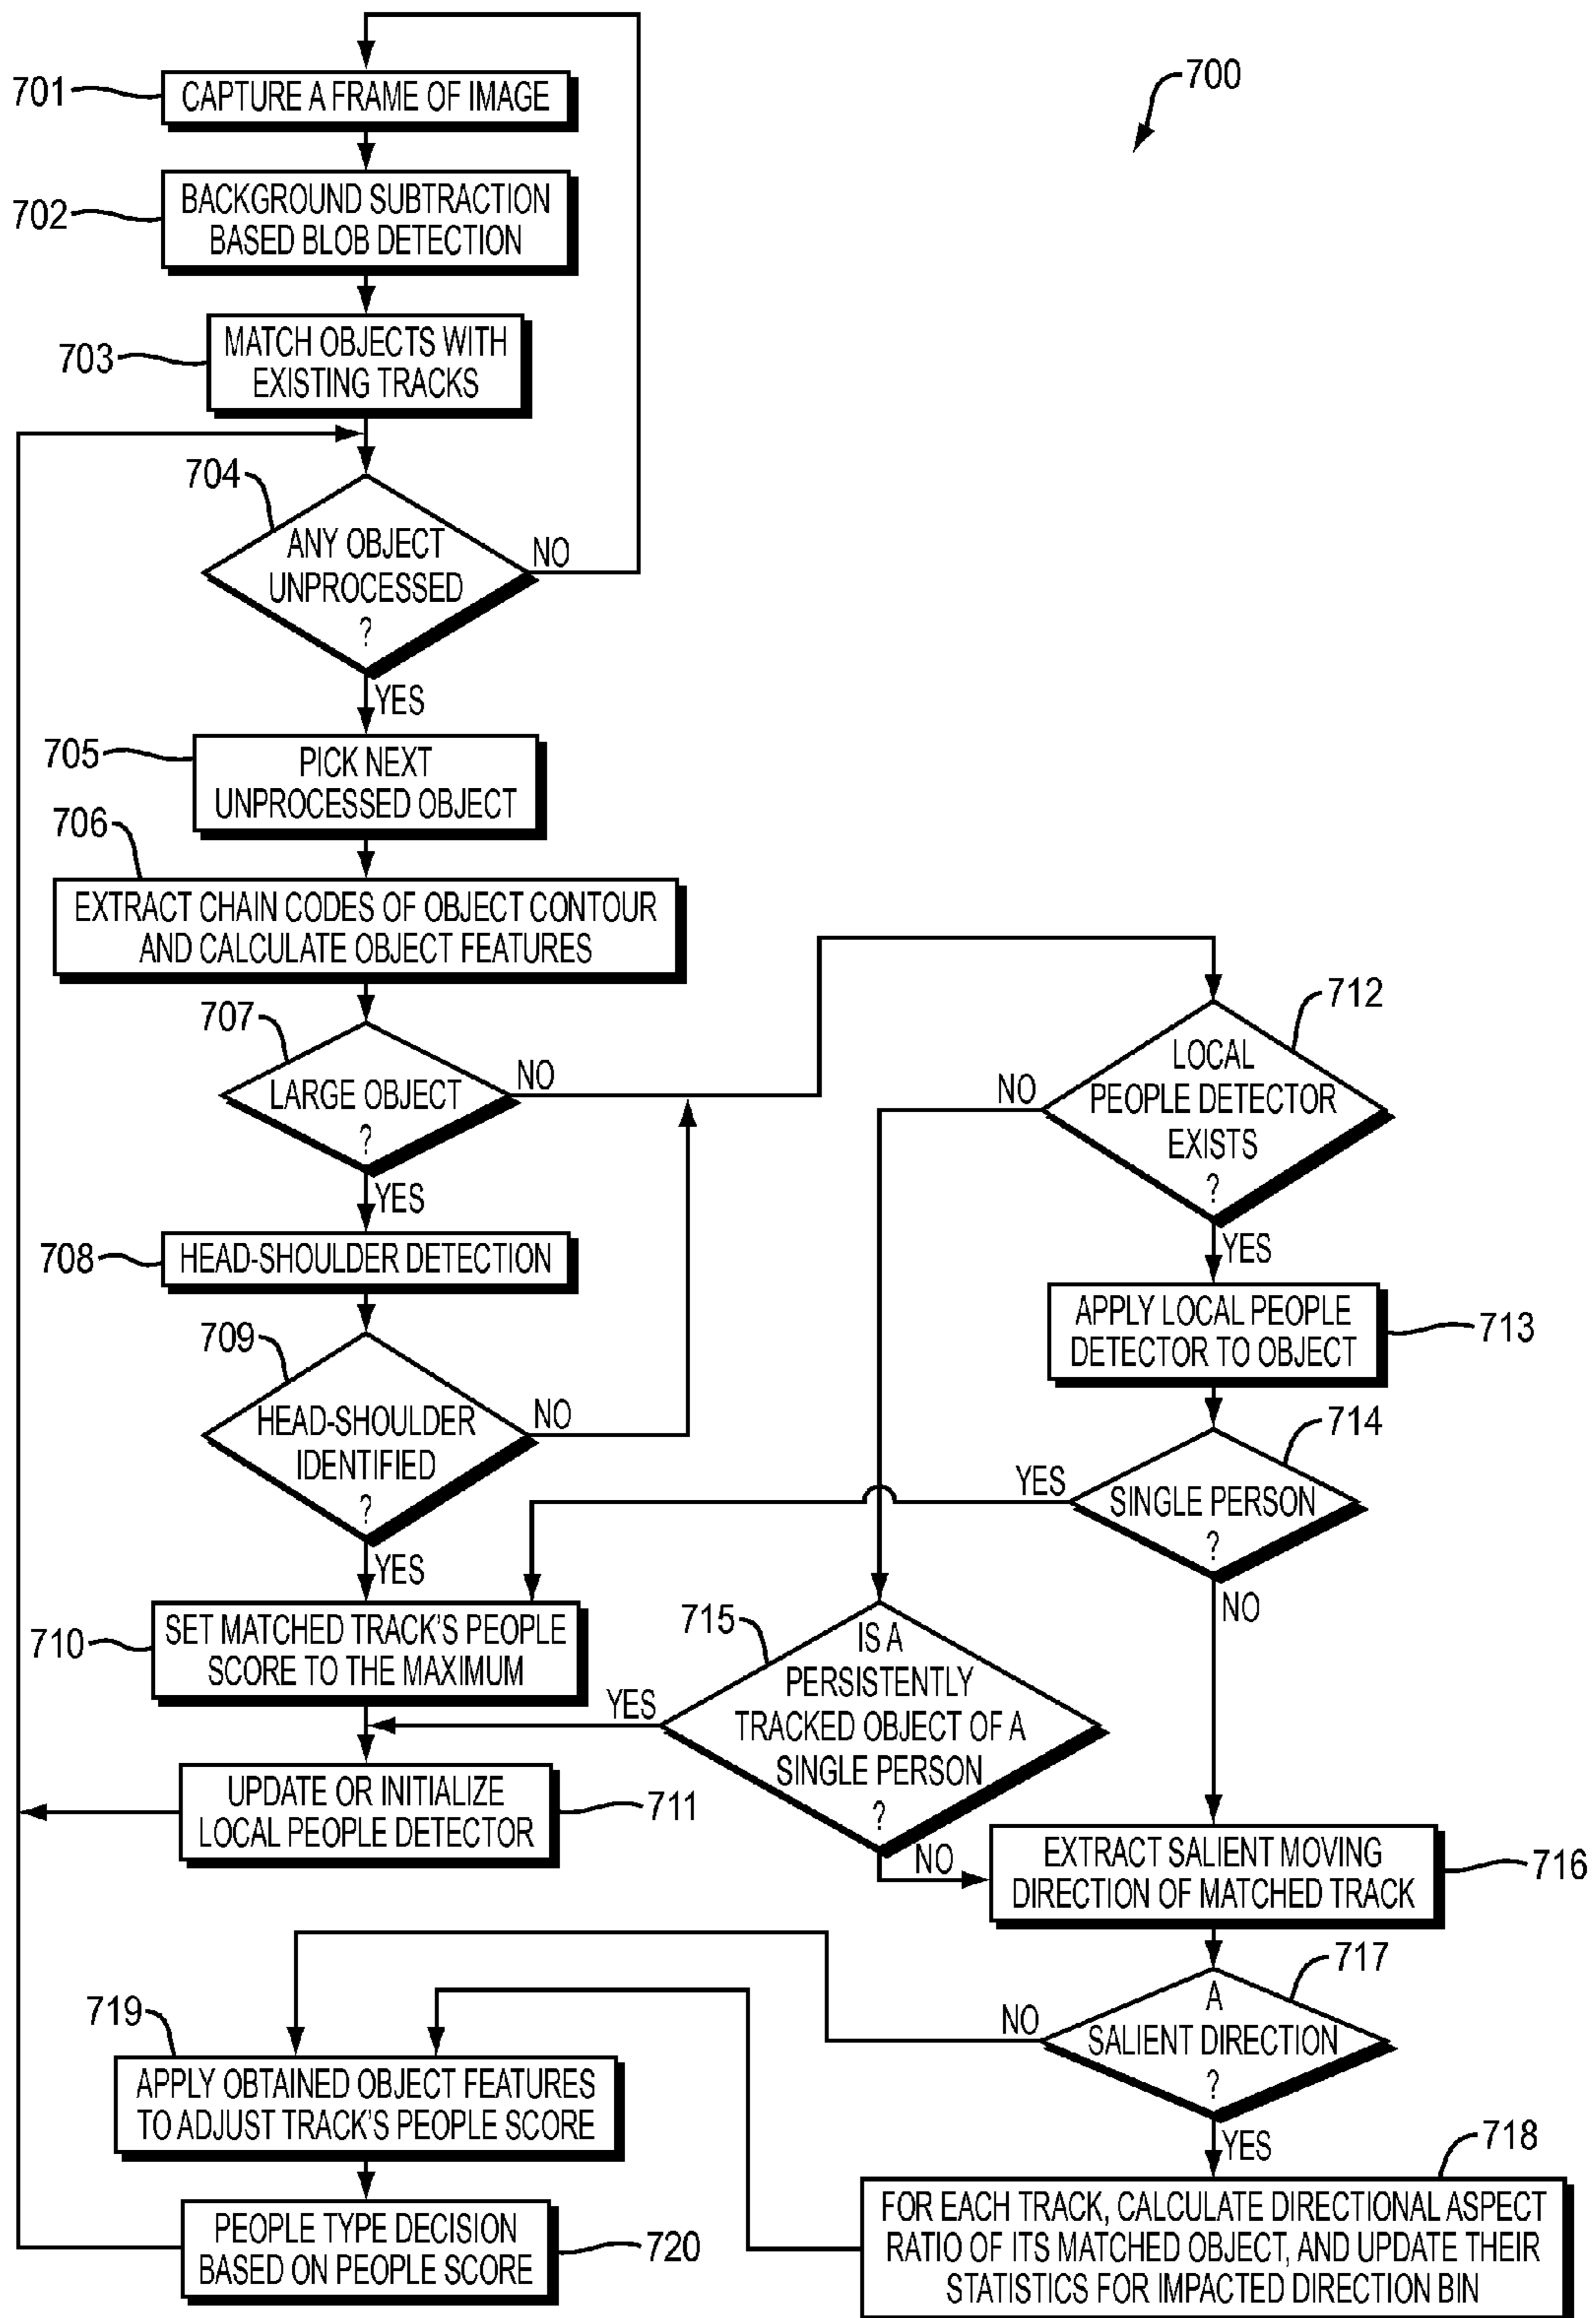 700
701
CAPTURE A FRAME OF IMAGE
702
BACKGROUND SUBTRACTION
BASED BLOB DETECTION
703
MATCH OBJECTS WITH
EXISTING TRACKS
704
ANY OBJECT
UNPROCESSED
?
NO
YES
705
PICK NEXT
UNPROCESSED OBJECT
706
EXTRACT CHAIN CODES OF OBJECT CONTOUR
AND CALCULATE OBJECT FEATURES
707
LARGE OBJECT
?
NO
YES
708
HEAD-SHOULDER DETECTION
709
HEAD-SHOULDER
IDENTIFIED
?
NO
YES
710
SET MATCHED TRACK'S PEOPLE
SCORE TO THE MAXIMUM
UPDATE OR INITIALIZE
LOCAL PEOPLE DETECTOR
711
712
LOCAL
PEOPLE DETECTOR
EXISTS
?
NO
YES
APPLY LOCAL PEOPLE
DETECTOR TO OBJECT
713
714
SINGLE PERSON
?
YES
NO
715
IS A
PERSISTENTLY
TRACKED OBJECT OF A
SINGLE PERSON
?
YES
NO
EXTRACT SALIENT MOVING
DIRECTION OF MATCHED TRACK
716
717
A
SALIENT DIRECTION
?
NO
YES
718
FOR EACH TRACK, CALCULATE DIRECTIONAL ASPECT
RATIO OF ITS MATCHED OBJECT, AND UPDATE THEIR
STATISTICS FOR IMPACTED DIRECTION BIN
719
APPLY OBTAINED OBJECT FEATURES
TO ADJUST TRACK'S PEOPLE SCORE
PEOPLE TYPE DECISION
BASED ON PEOPLE SCORE
720